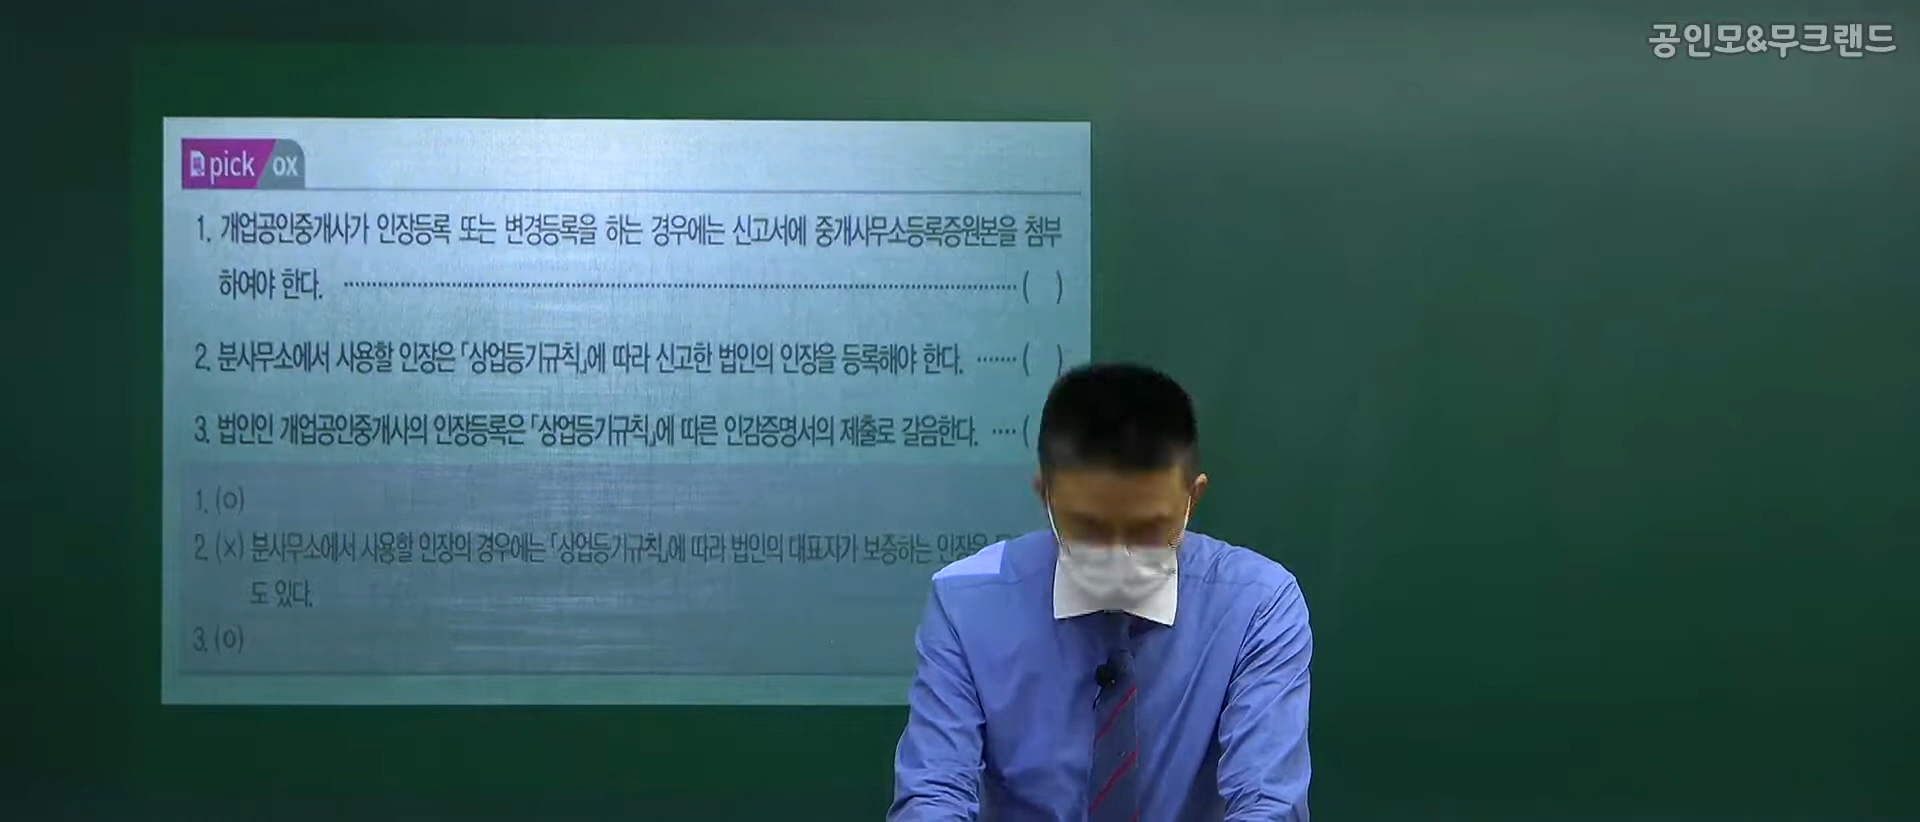 공인모&무크랜드
pick OX
1. 개업공인중개사가 인장등록 또는 변경등록을 하는 경우에는 신고서에 중개사무소등록증원본을 첨부
하여야 한다. ( )
2. 분사무소에서 사용할 인장은 「상업등기규칙」에 따라 신고한 법인의 인장을 등록해야 한다. ( )
3. 법인인 개업공인중개사의 인장등록은 「상업등기규칙」에 따른 인감증명서의 제출로 갈음한다. (
1. (O)
2. (X) 분사무소에서 사용할 인장의 경우에는 「상업등기규칙」에 따라 법인의 대표자가 보증하는 인장을
도 있다.
3. (O)